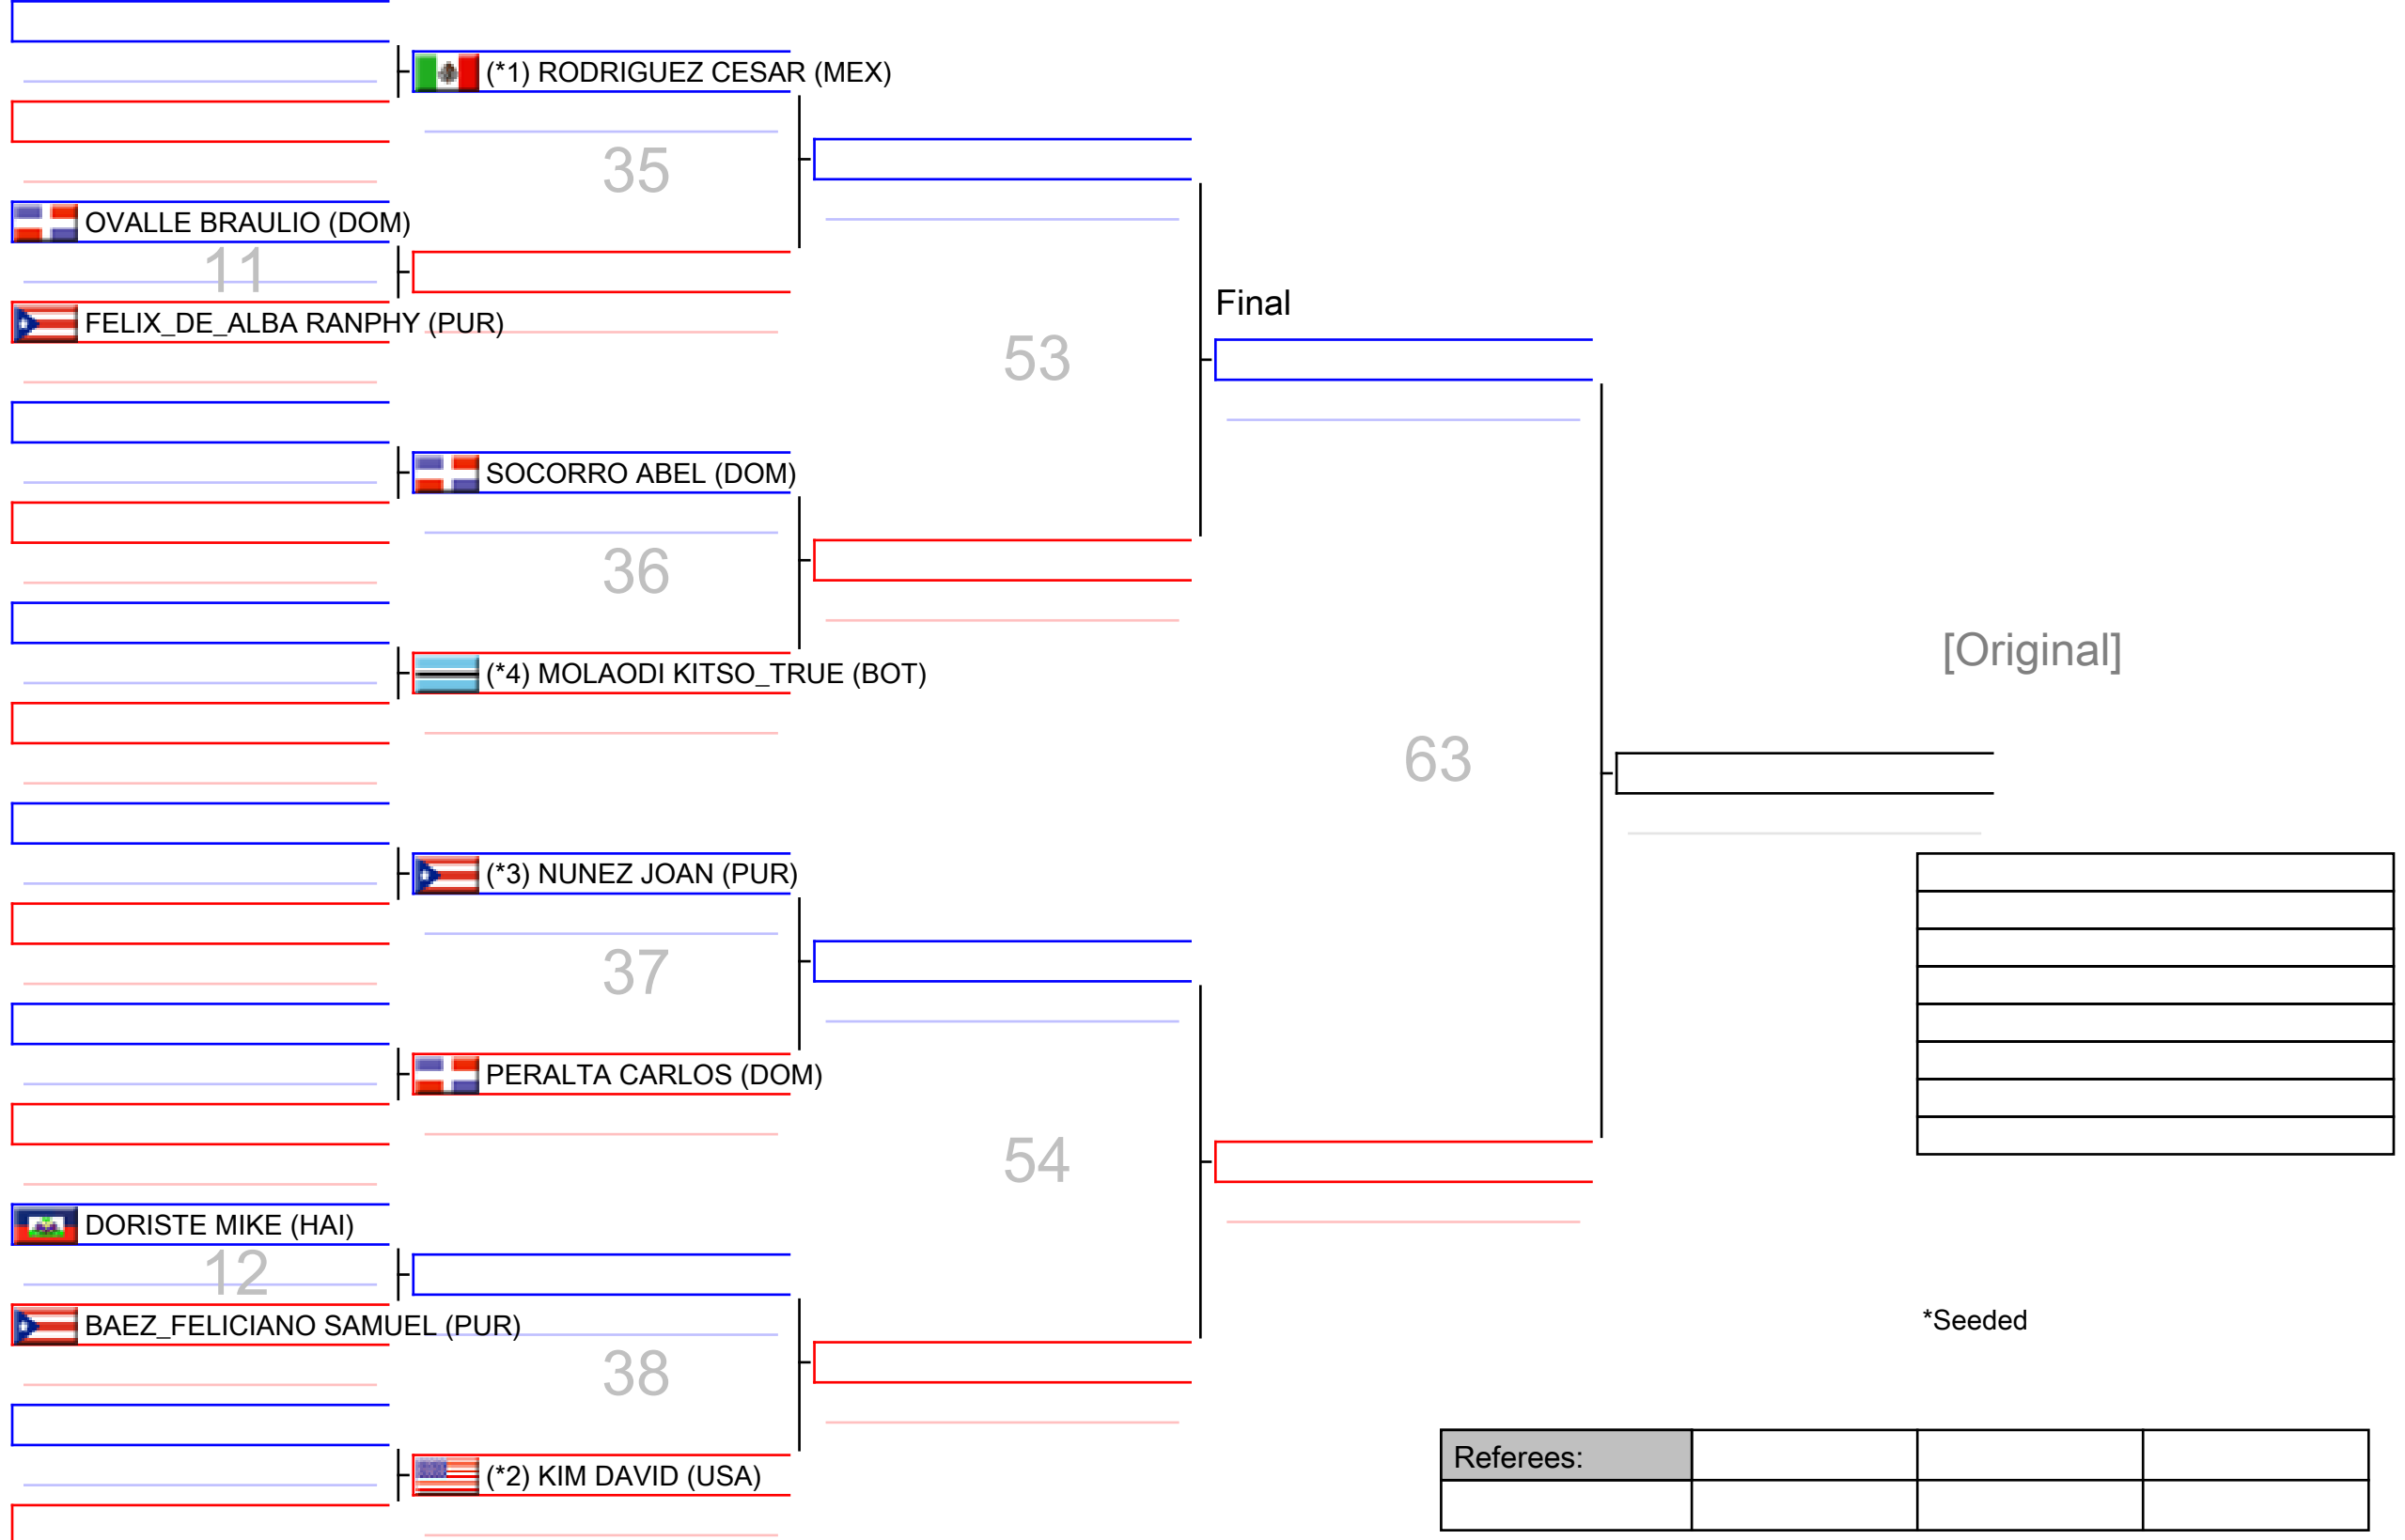 (*1) RODRIGUEZ CESAR (MEX)
35
OVALLE BRAULIO (DOM)
11
FELIX_DE_ALBA RANPHY (PUR)
Final
53
SOCORRO ABEL (DOM)
36
(*4) MOLAODI KITSO_TRUE (BOT)
[Original]
63
(*3) NUNEZ JOAN (PUR)
37
PERALTA CARLOS (DOM)
54
DORISTE MIKE (HAI)
12
BAEZ_FELICIANO SAMUEL (PUR)
*Seeded
38
(*2) KIM DAVID (USA)
Referees: